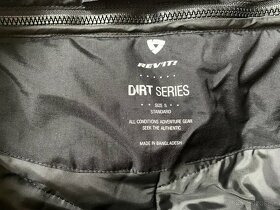 REV'IT!
DIRT SERIES
SIZE L
STANDARD
ALL CONDITIONS ADVENTURE GEAR
SEEK THE AUTHENTIC
MADE IN BANGLADESH